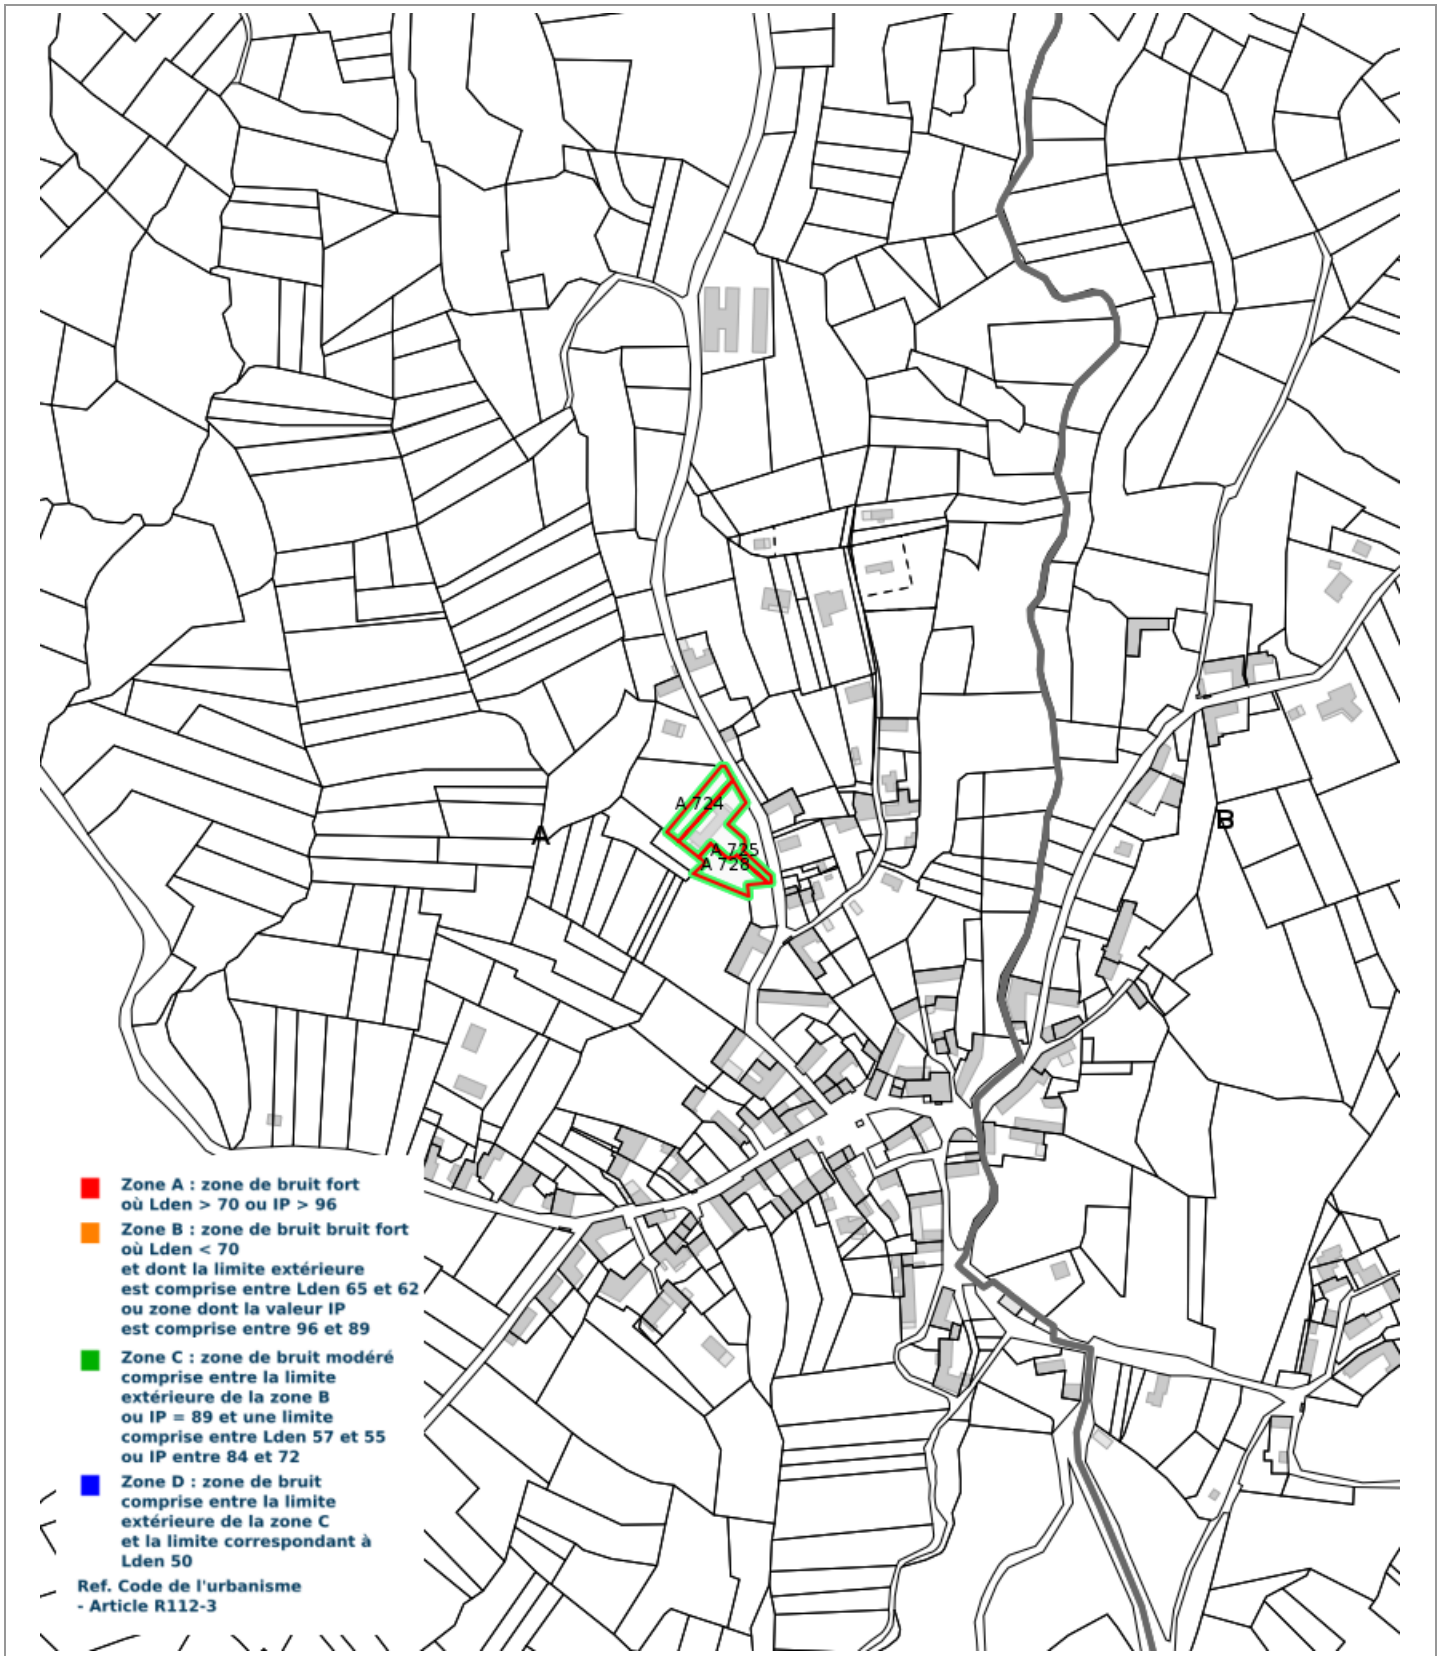 A 724
A
B
A 725
A 728
Zone A : zone de bruit fort
où Lden > 70 ou IP > 96
Zone B : zone de bruit bruit fort
où Lden < 70
et dont la limite extérieure
est comprise entre Lden 65 et 62
ou zone dont la valeur IP
est comprise entre 96 et 89
Zone C : zone de bruit modéré
comprise entre la limite
extérieure de la zone B
ou IP = 89 et une limite
comprise entre Lden 57 et 55
ou IP entre 84 et 72
Zone D : zone de bruit
comprise entre la limite
extérieure de la zone C
et la limite correspondant à
Lden 50
Ref. Code de l'urbanisme
- Article R112-3